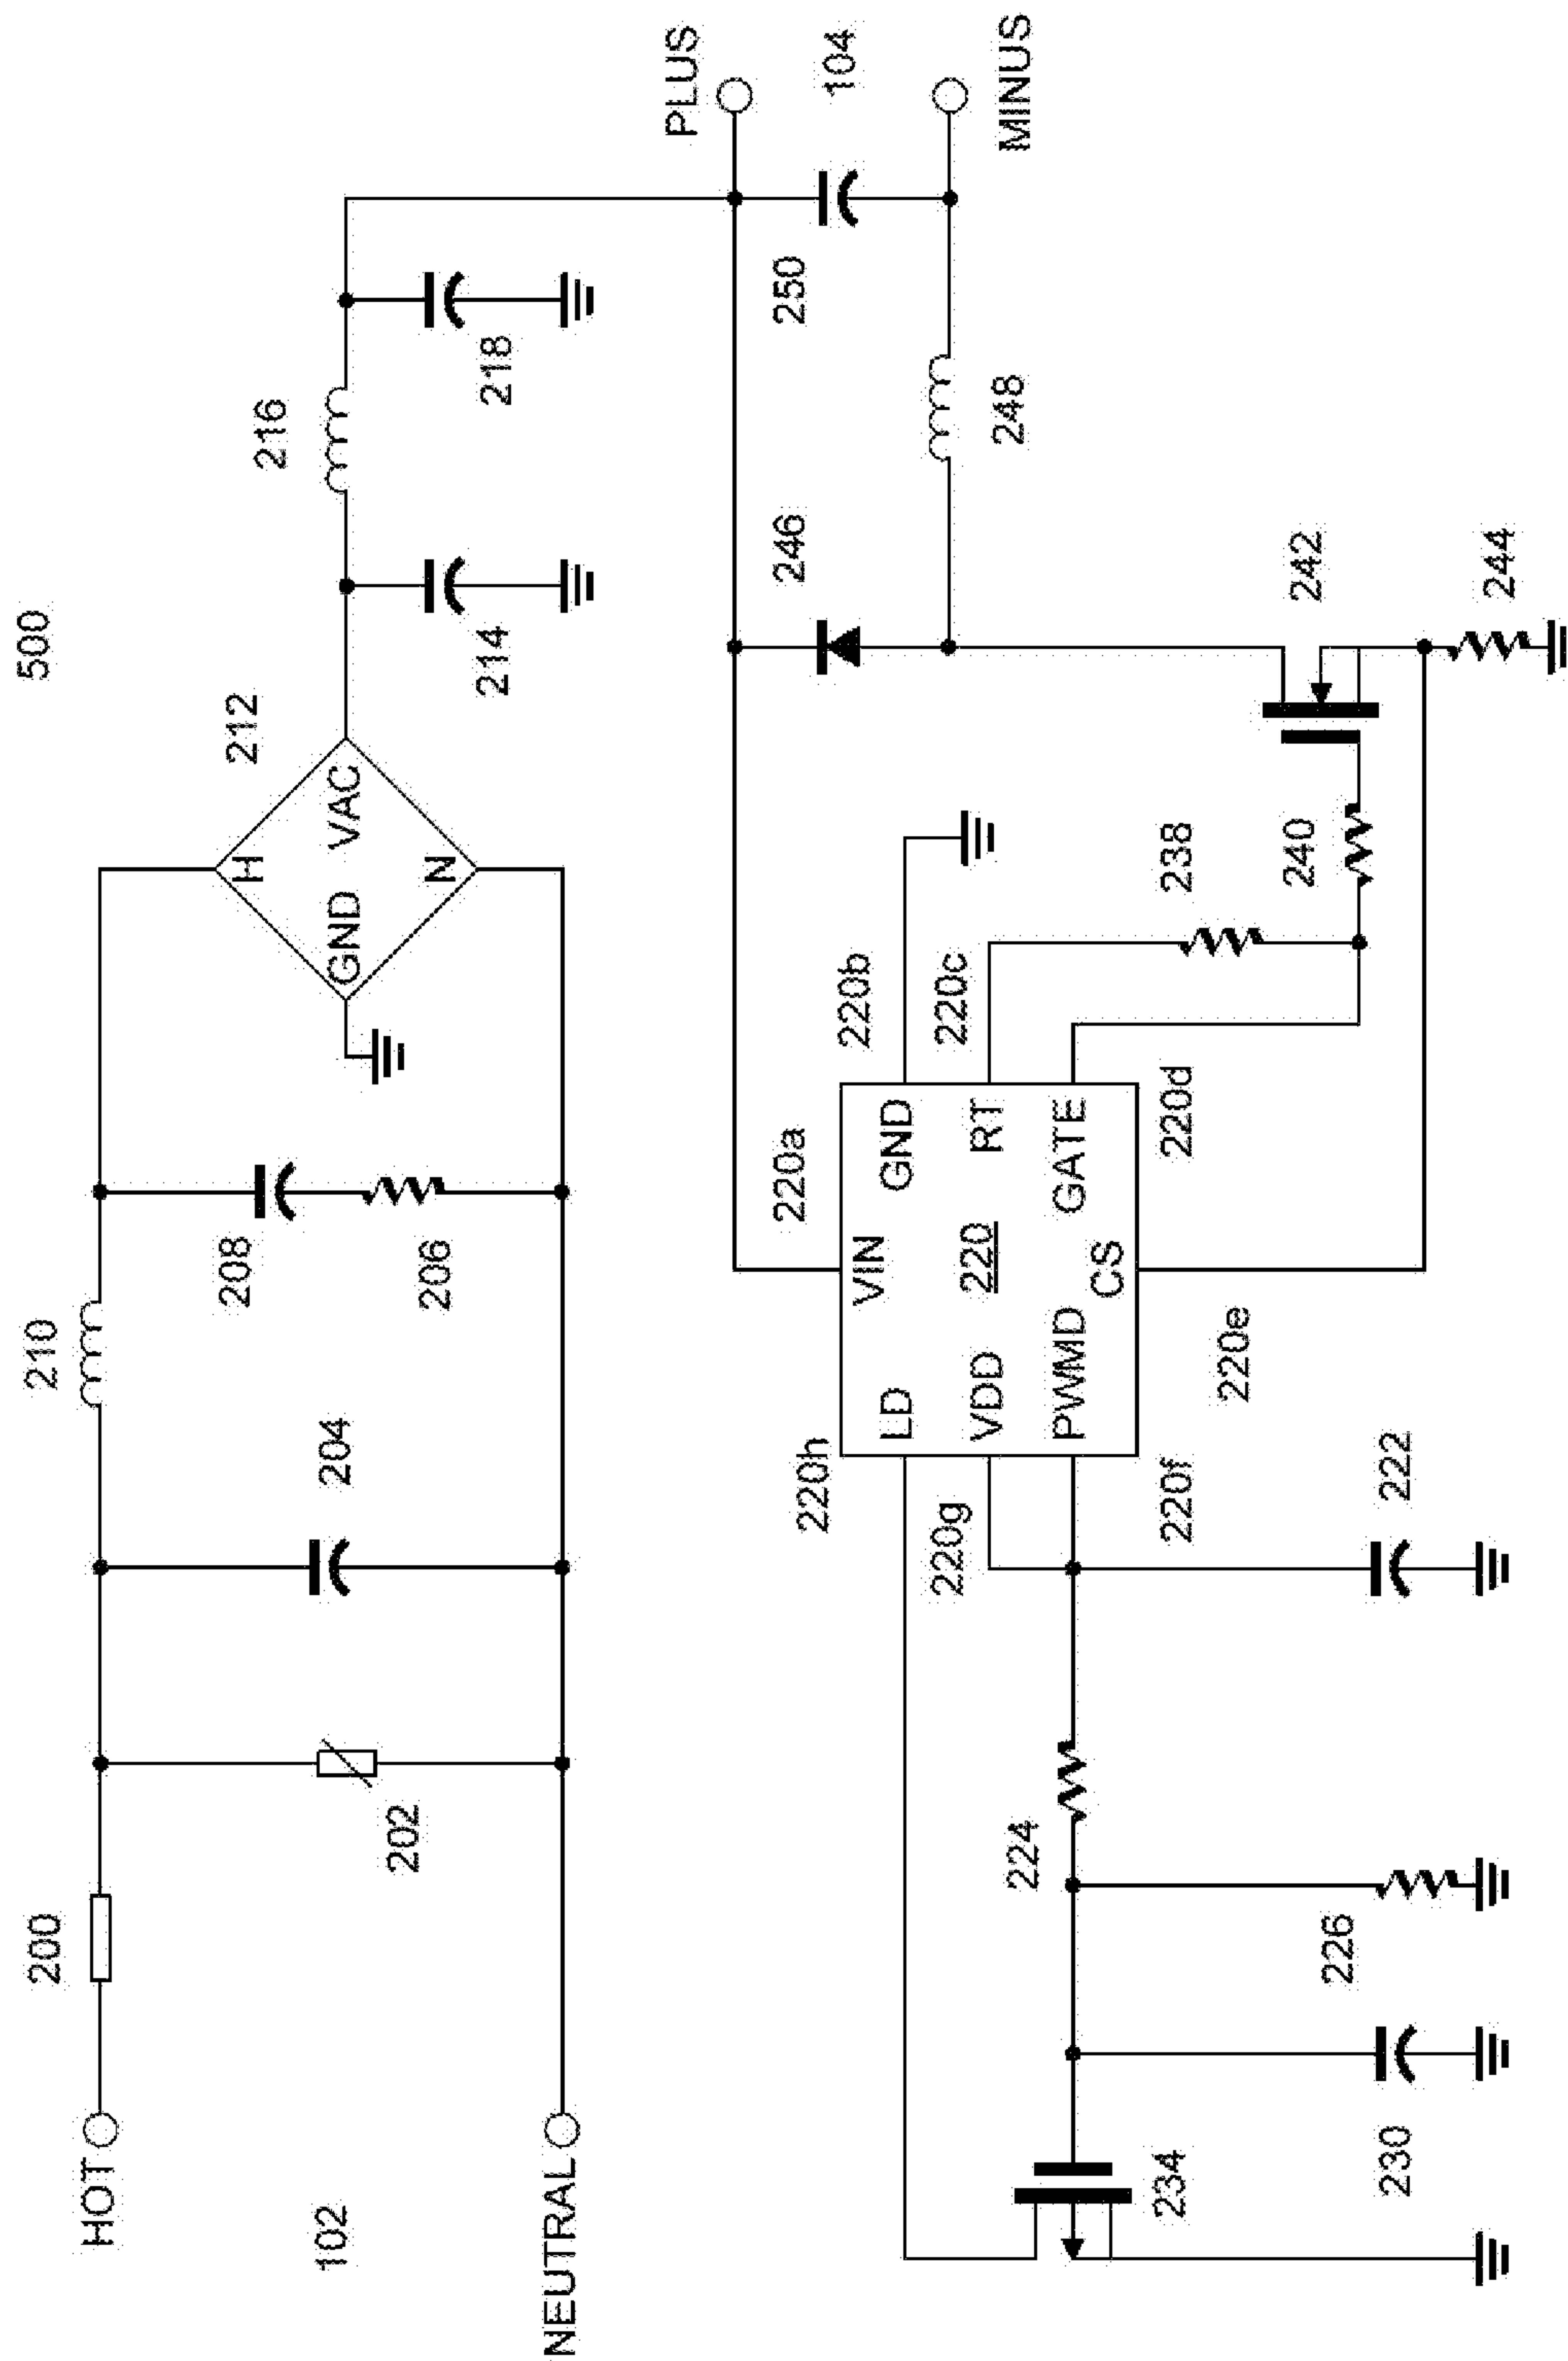 500
HOT
200
210
212
216
202
204
208
206
H
GND
VAC
N
214
218
102
NEUTRAL
PLUS
104
MINUS
250
246
248
220h
220a
220b
220g
220c
LD
VIN
GND
VDD
220
RT
PWMD
CS
GATE
220f
220e
220d
238
240
242
244
224
222
226
230
234